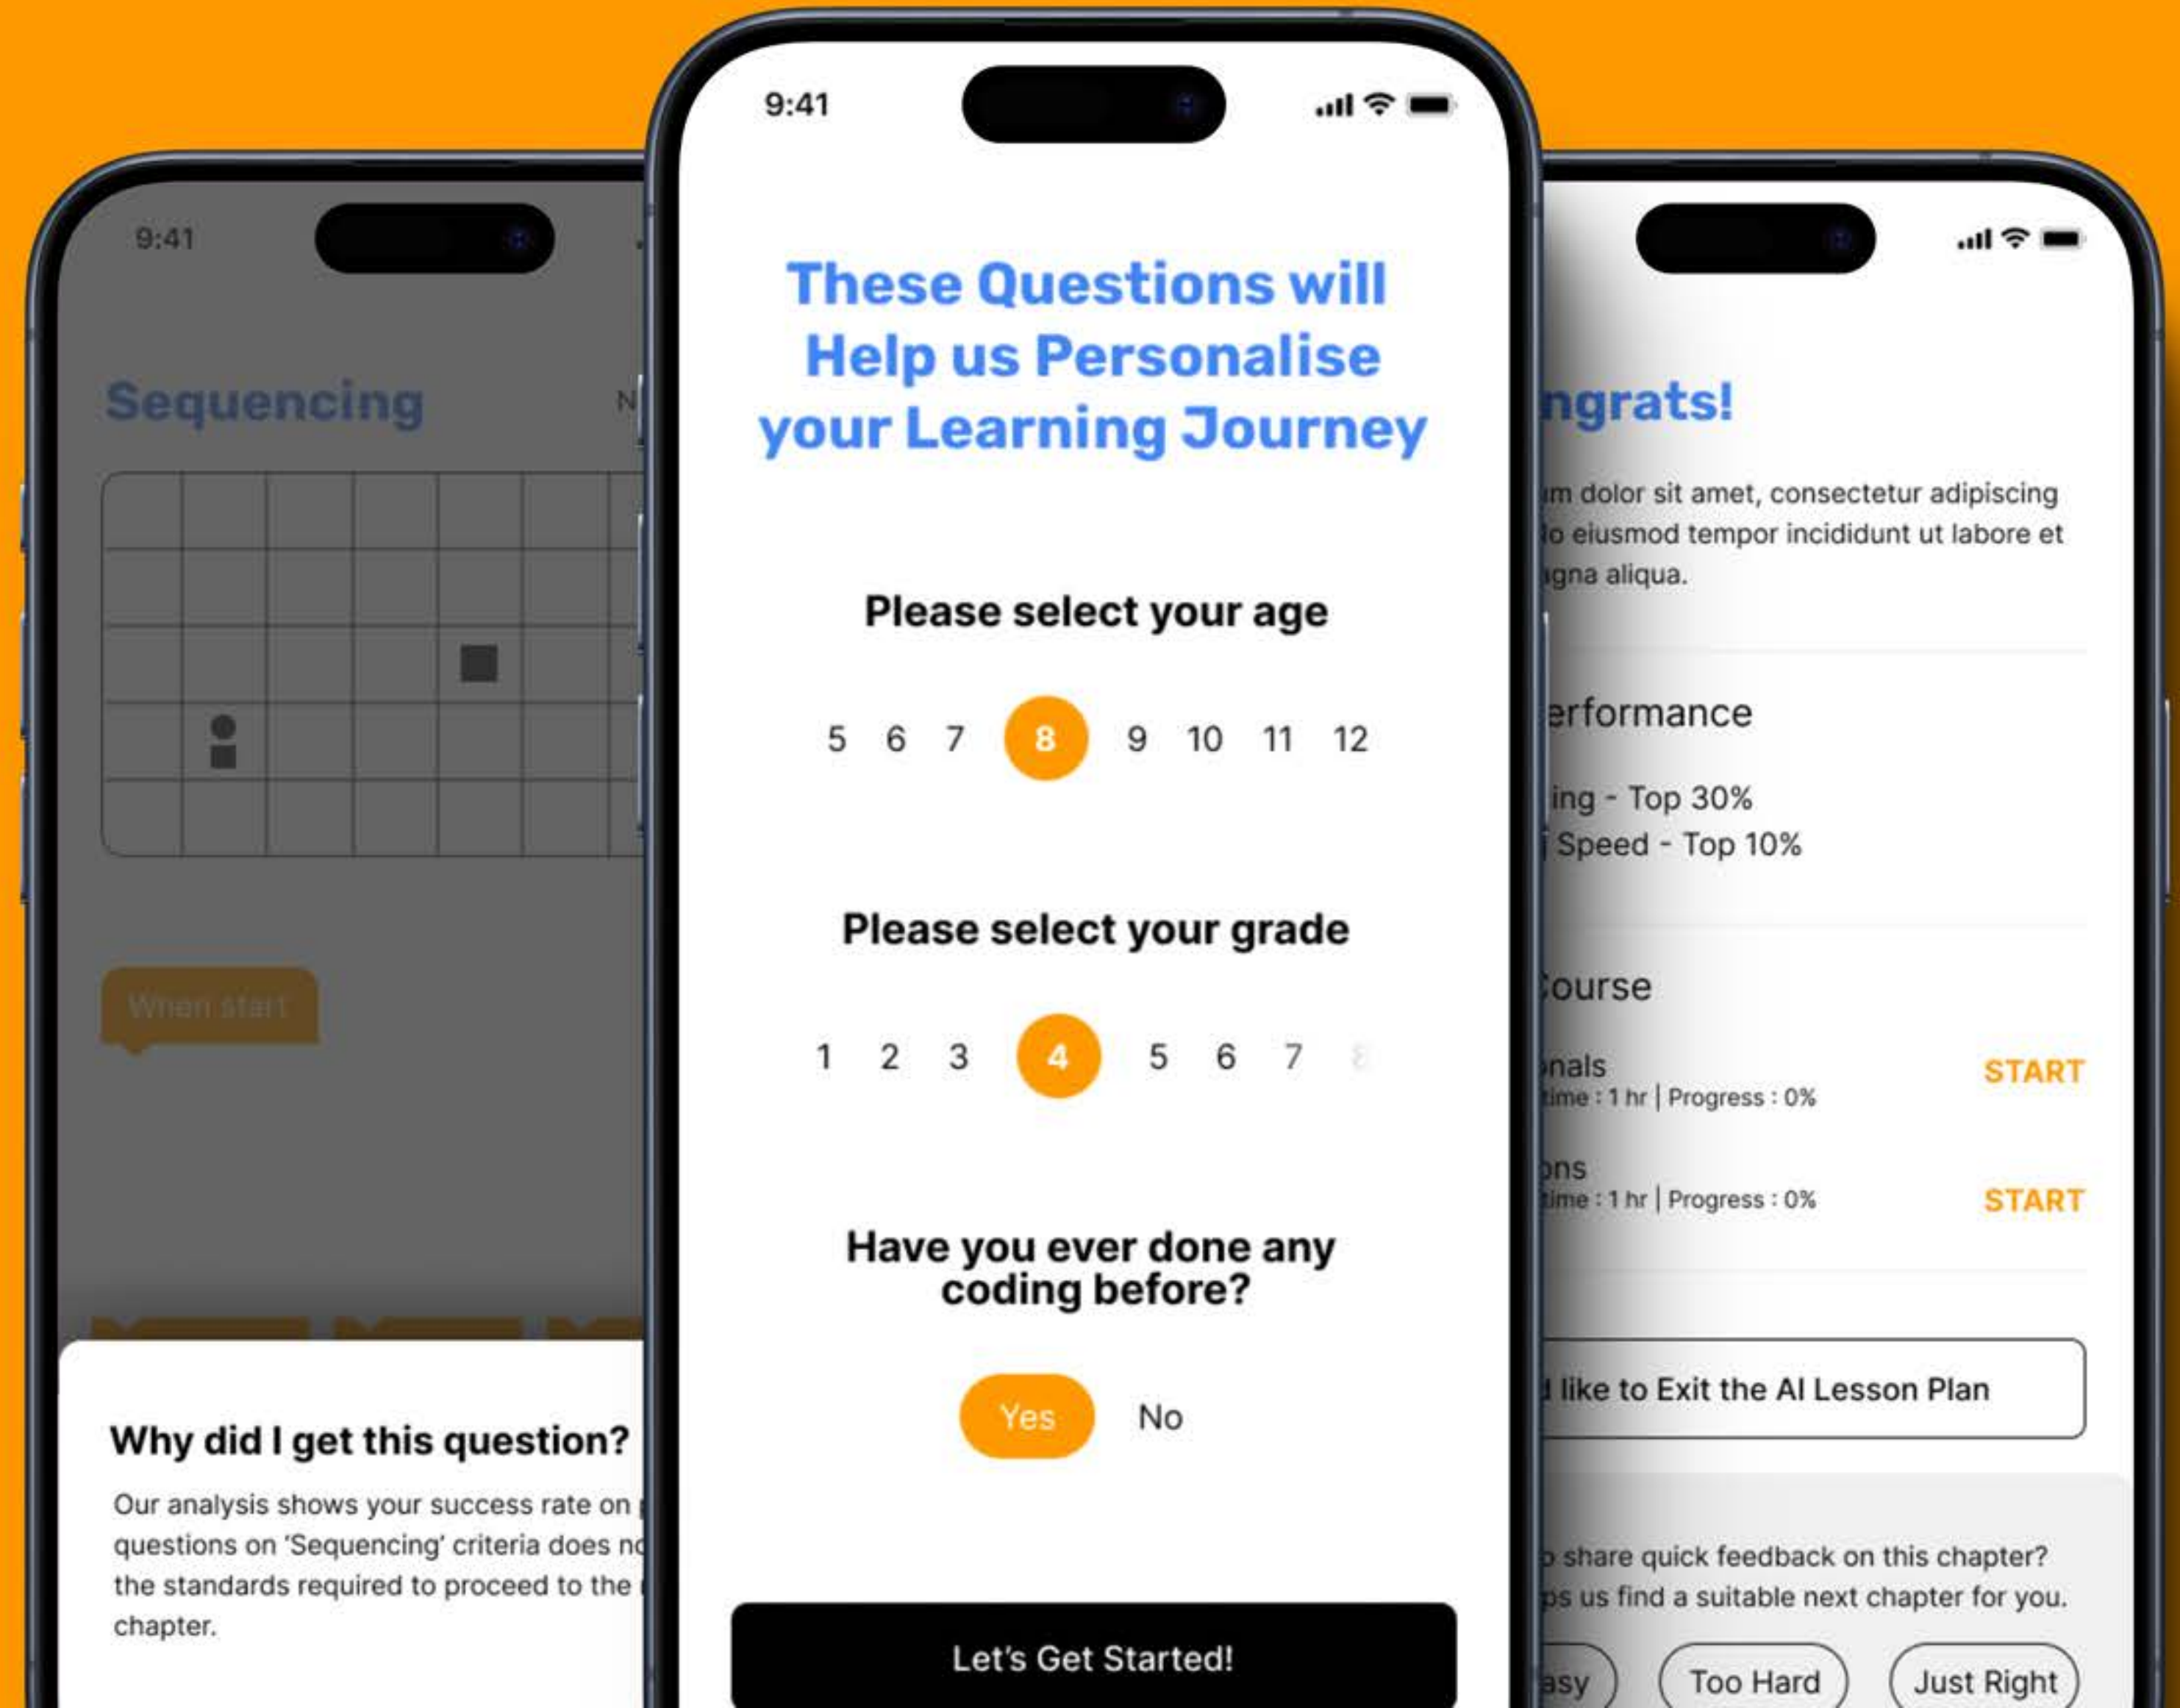 9:41
Sequencing
When start
Why did I get this question?
Our analysis shows your success rate on
questions on 'Sequencing' criteria does
the standards required to proceed to the
chapter.
9:41
These Questions will
Help us Personalise
your Learning Journey
Please select your age
5 6 7 8 9 10 11 12
Please select your grade
1 2 3 4 5 6 7 8
Have you ever done any
coding before?
Yes No
Let's Get Started!
ngrats!
dolor sit amet, consectetur adipiscing
eiusmod tempor incididunt ut labore et
agna aliqua.
erformance
ing - Top 30%
Speed - Top 10%
ourse
onals
time : 1 hr | Progress : 0%
START
ons
time : 1 hr | Progress : 0%
START
like to Exit the AI Lesson Plan
share quick feedback on this chapter?
us find a suitable next chapter for you.
asy
Too Hard
Just Right